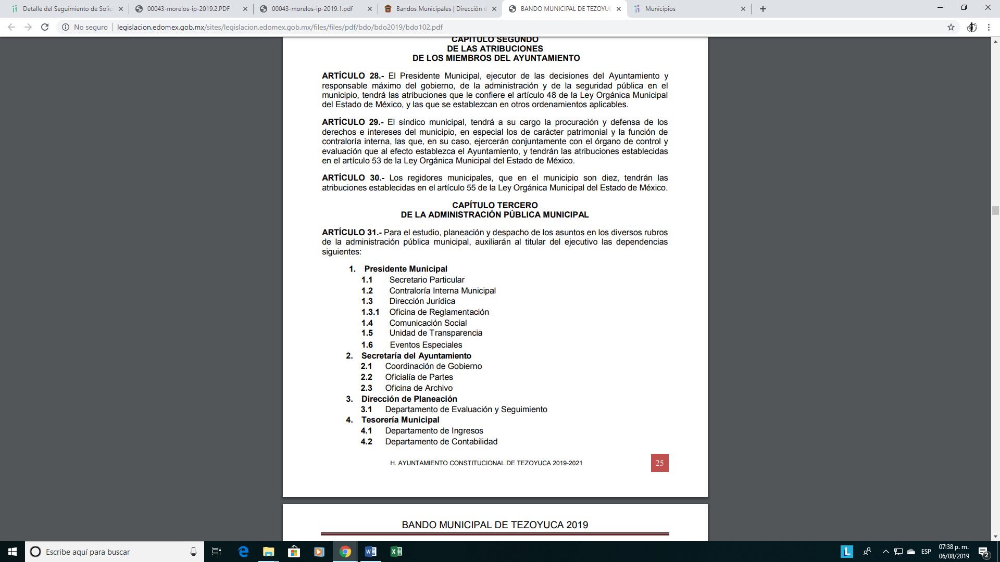 Detalle del Seguimiento de Solici
00043-morelos-ip-2019.2.PDF
00043-morelos-ip-2019.1.pdf
Bandos Municipales | Dirección d
BANDO MUNICIPAL DE TEZOYUC
Municipios
No seguro
legislacion.edomex.gob.mx/sites/legislacion.edomex.gob.mx/files/files/pdf/bdo/bdo2019/bdo102.pdf
CAPÍTULO SEGUNDO
DE LAS ATRIBUCIONES
DE LOS MIEMBROS DEL AYUNTAMIENTO
ARTÍCULO 28.- El Presidente Municipal, ejecutor de las decisiones del Ayuntamiento y
responsable máximo del gobierno, de la administración y de la seguridad pública en el
municipio, tendrá las atribuciones que le confiere el artículo 48 de la Ley Orgánica Municipal
del Estado de México, y las que se establezcan en otros ordenamientos aplicables.
ARTÍCULO 29.- El síndico municipal, tendrá a su cargo la procuración y defensa de los
derechos e intereses del municipio, en especial los de carácter patrimonial y la función de
contraloría interna, las que, en su caso, ejercerán conjuntamente con el órgano de control y
evaluación que al efecto establezca el Ayuntamiento, y tendrán las atribuciones establecidas
en el artículo 53 de la Ley Orgánica Municipal del Estado de México.
ARTÍCULO 30.- Los regidores municipales, que en el municipio son diez, tendrán las
atribuciones establecidas en el artículo 55 de la Ley Orgánica Municipal del Estado de México.
CAPÍTULO TERCERO
DE LA ADMINISTRACIÓN PÚBLICA MUNICIPAL
ARTÍCULO 31.- Para el estudio, planeación y despacho de los asuntos en los diversos rubros
de la administración pública municipal, auxiliarán al titular del ejecutivo las dependencias
siguientes:
1. Presidente Municipal
1.1 Secretario Particular
1.2 Contraloría Interna Municipal
1.3 Dirección Jurídica
1.3.1 Oficina de Reglamentación
1.4 Comunicación Social
1.5 Unidad de Transparencia
1.6 Eventos Especiales
2. Secretaría del Ayuntamiento
2.1 Coordinación de Gobierno
2.2 Oficialía de Partes
2.3 Oficina de Archivo
3. Dirección de Planeación
3.1 Departamento de Evaluación y Seguimiento
4. Tesorería Municipal
4.1 Departamento de Ingresos
4.2 Departamento de Contabilidad
H. AYUNTAMIENTO CONSTITUCIONAL DE TEZOYUCA 2019-2021
25
BANDO MUNICIPAL DE TEZOYUCA 2019
Escribe aquí para buscar
ESP
07:38 p. m.
06/08/2019
2